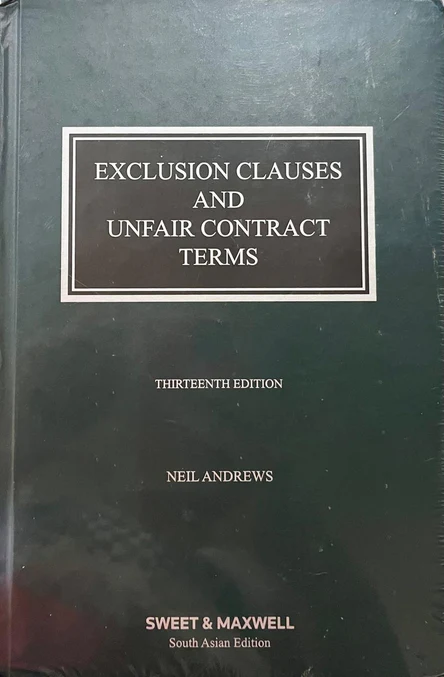 EXCLUSION CLAUSES
AND
UNFAIR CONTRACT
TERMS
THIRTEENTH EDITION
NEIL ANDREWS
SWEET & MAXWELL
South Asian Edition